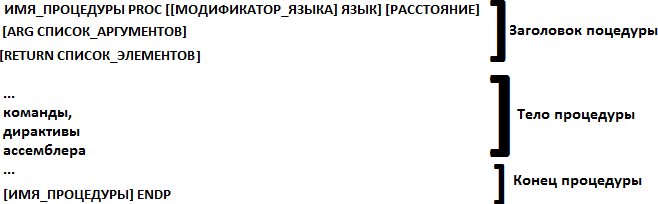 ИМЯ_ПРОЦЕДУРЫ PROC [[МОДИФИКАТОР_ЯЗЫКА] ЯЗЫК] [РАССТОЯНИЕ]
[ARG СПИСОК_АРГУМЕНТОВ]
Заголовок поцедуры
[RETURN СПИСОК_ЭЛЕМЕНТОВ]
...
команды,
Тело процедуры
дирактивы
ассемблера
...
Конец процедуры
[ИМЯ_ПРОЦЕДУРЫ] ENDP